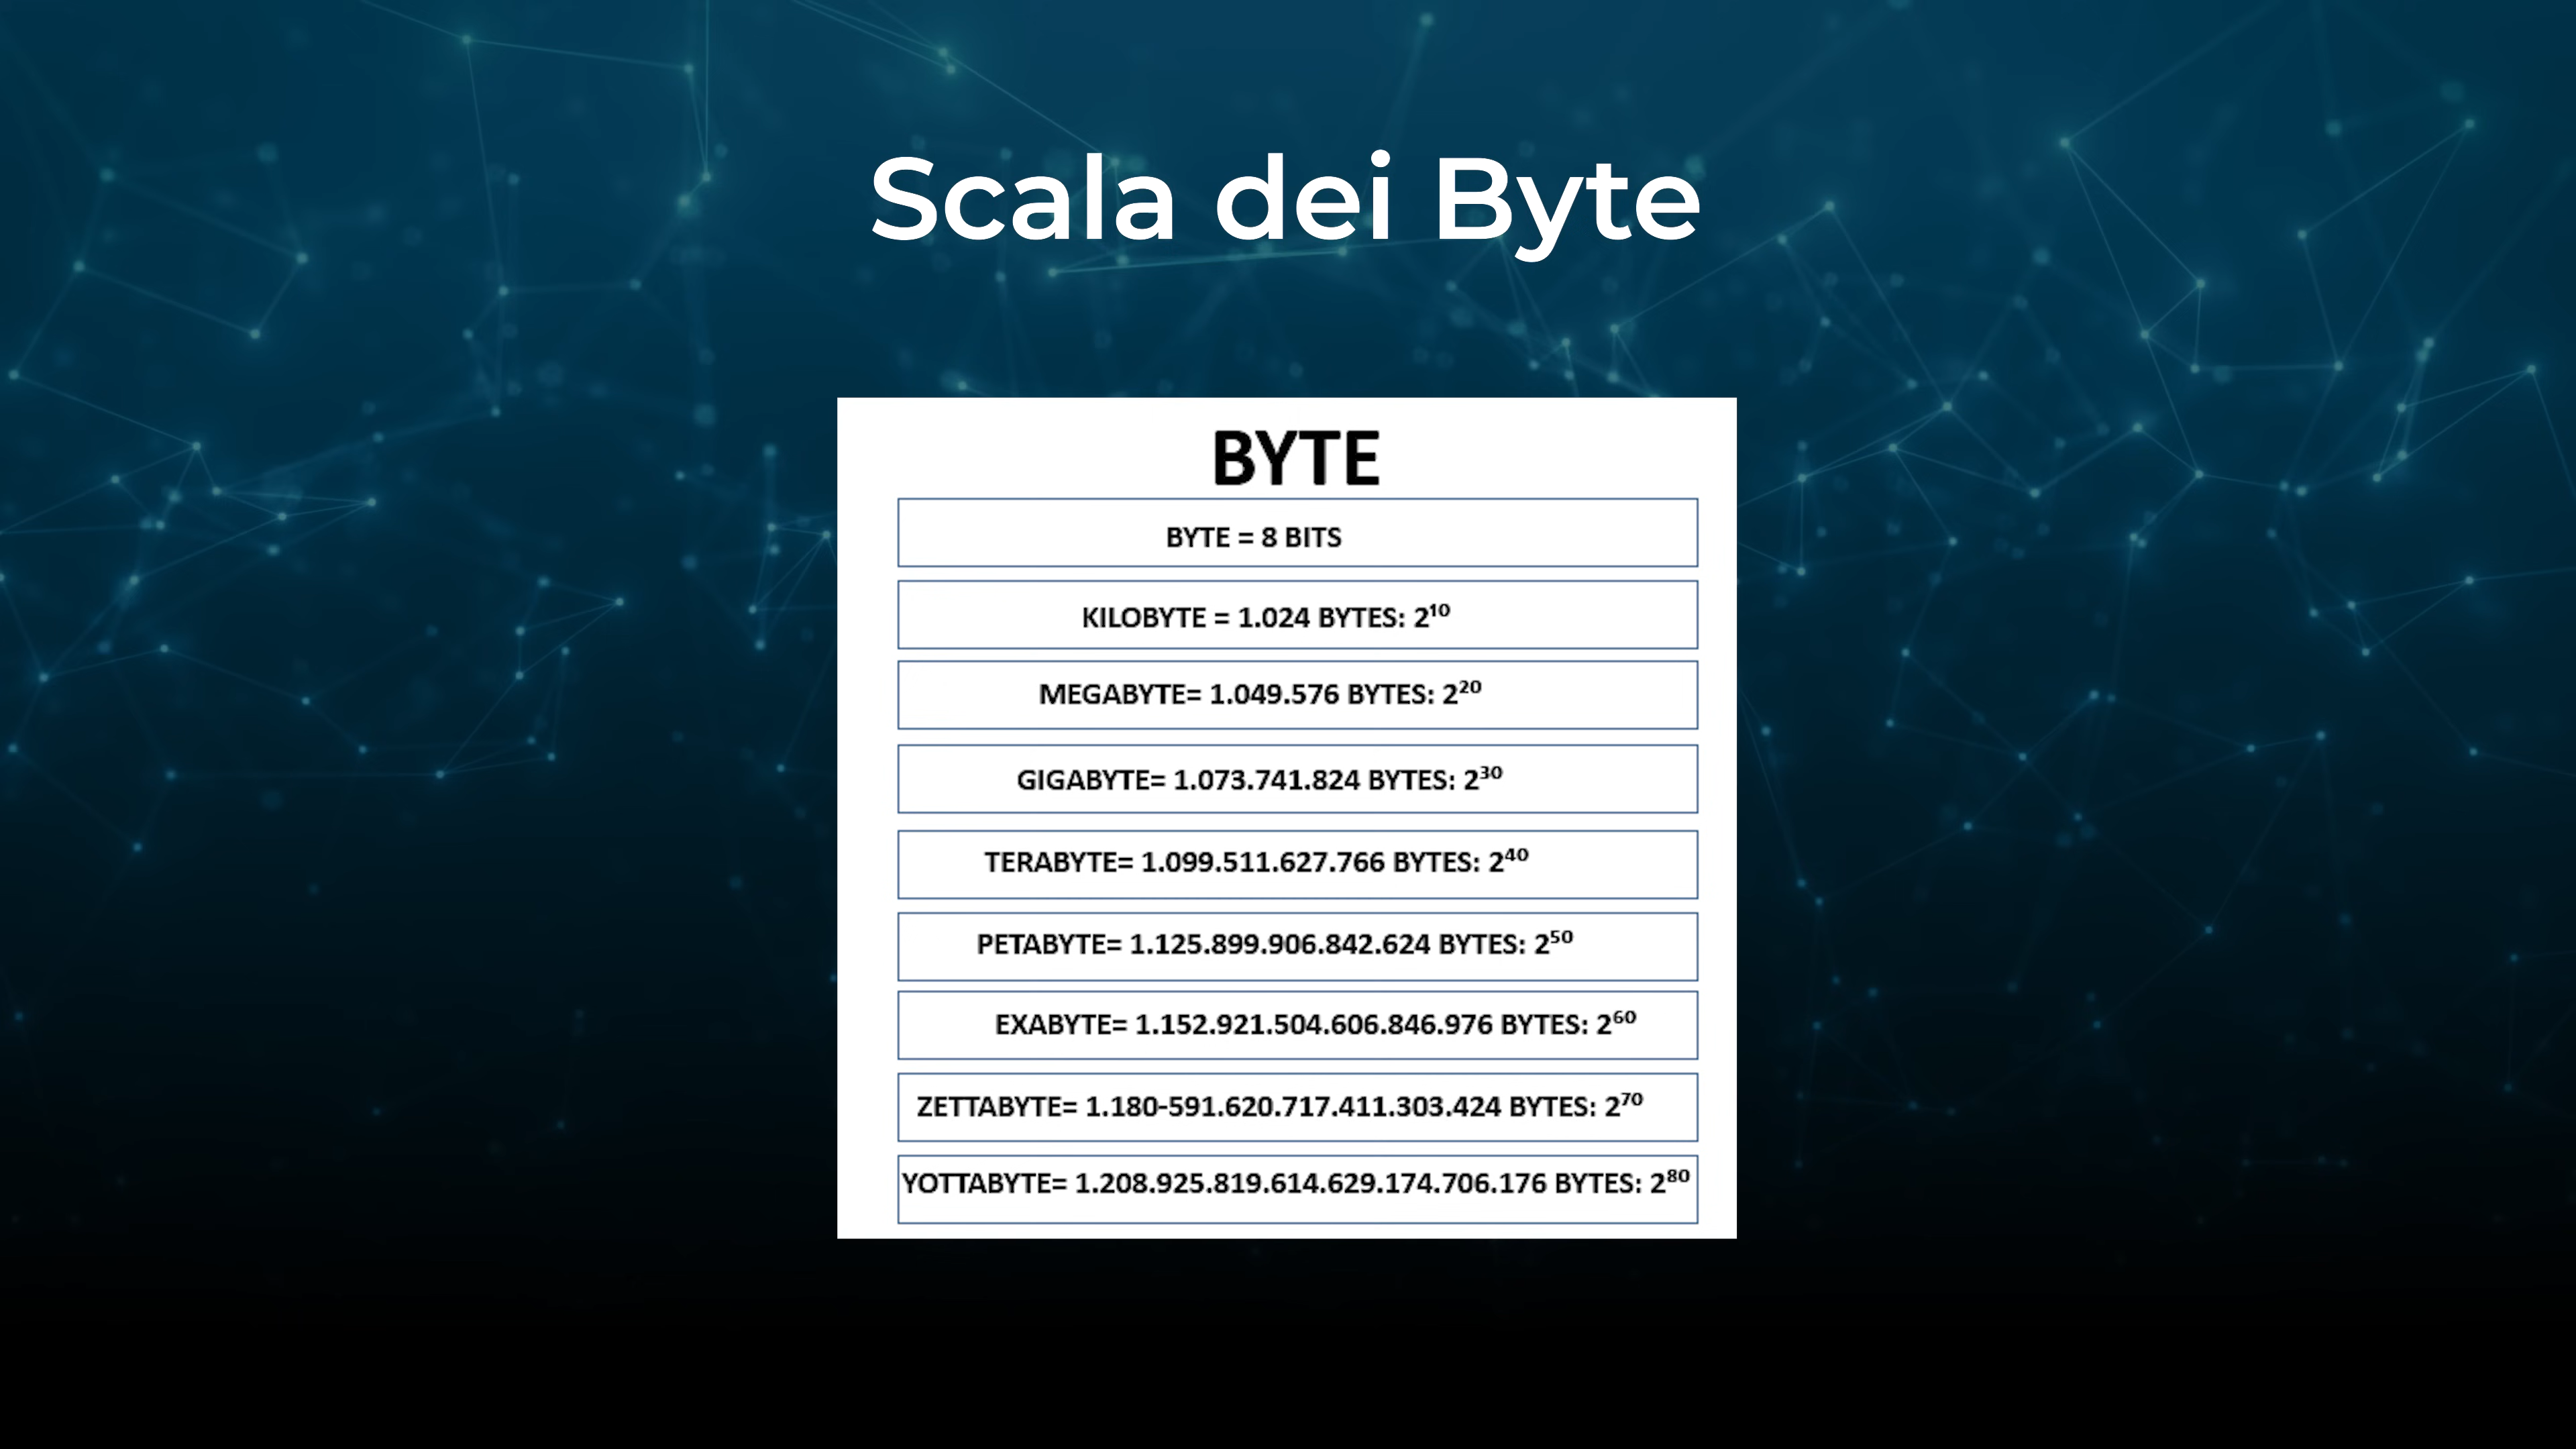 Scala dei Byte
BYTE
BYTE = 8 BITS
KILOBYTE = 1.024 BYTES: 2¹⁰
MEGABYTE= 1.049.576 BYTES: 2²⁰
GIGABYTE= 1.073.741.824 BYTES: 2³⁰
TERABYTE= 1.099.511.627.766 BYTES: 2⁴⁰
PETABYTE= 1.125.899.906.842.624 BYTES: 2⁵⁰
EXABYTE= 1.152.921.504.606.846.976 BYTES: 2⁶⁰
ZETTABYTE= 1.180-591.620.717.411.303.424 BYTES: 2⁷⁰
YOTTABYTE= 1.208.925.819.614.629.174.706.176 BYTES: 2⁸⁰